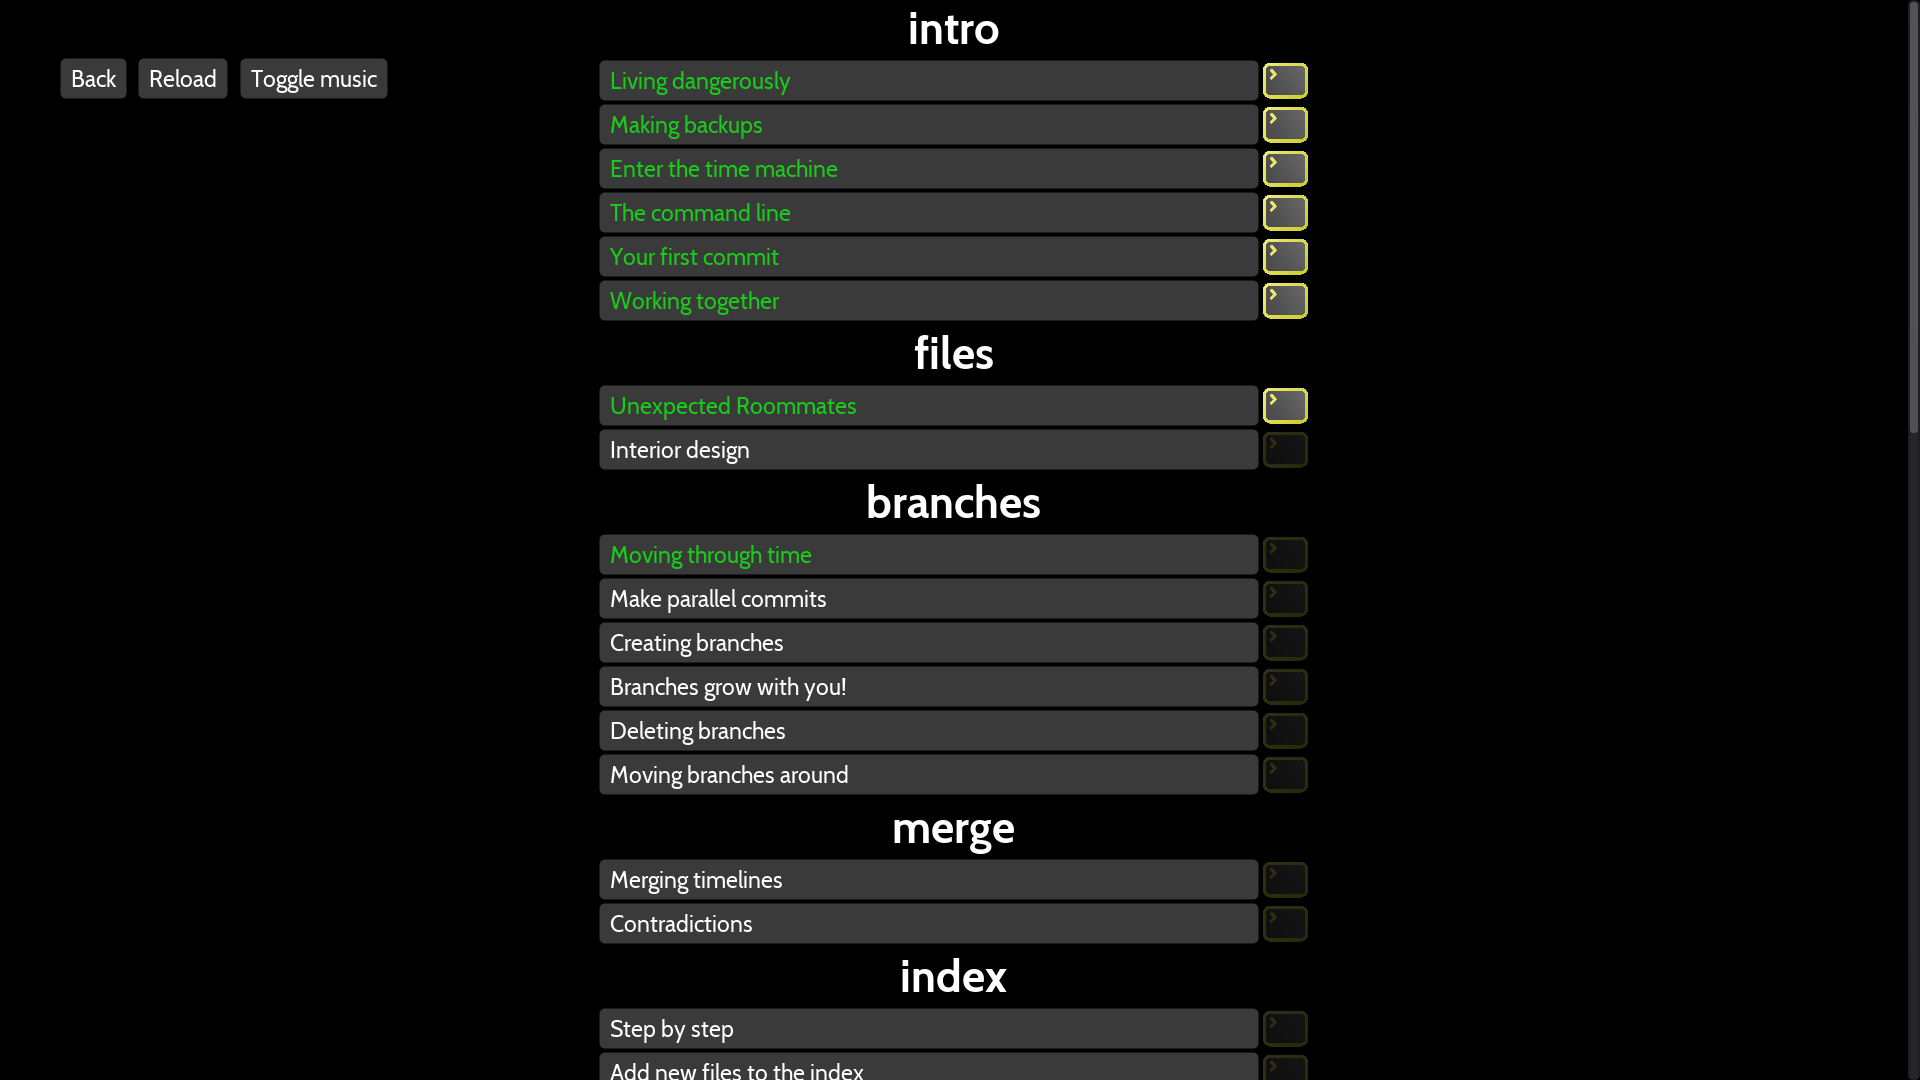 intro
Back
Reload
Toggle music
Living dangerously
Making backups
Enter the time machine
The command line
Your first commit
Working together
files
Unexpected Roommates
Interior design
branches
Moving through time
Make parallel commits
Creating branches
Branches grow with you!
Deleting branches
Moving branches around
merge
Merging timelines
Contradictions
index
Step by step
Add new files to the index